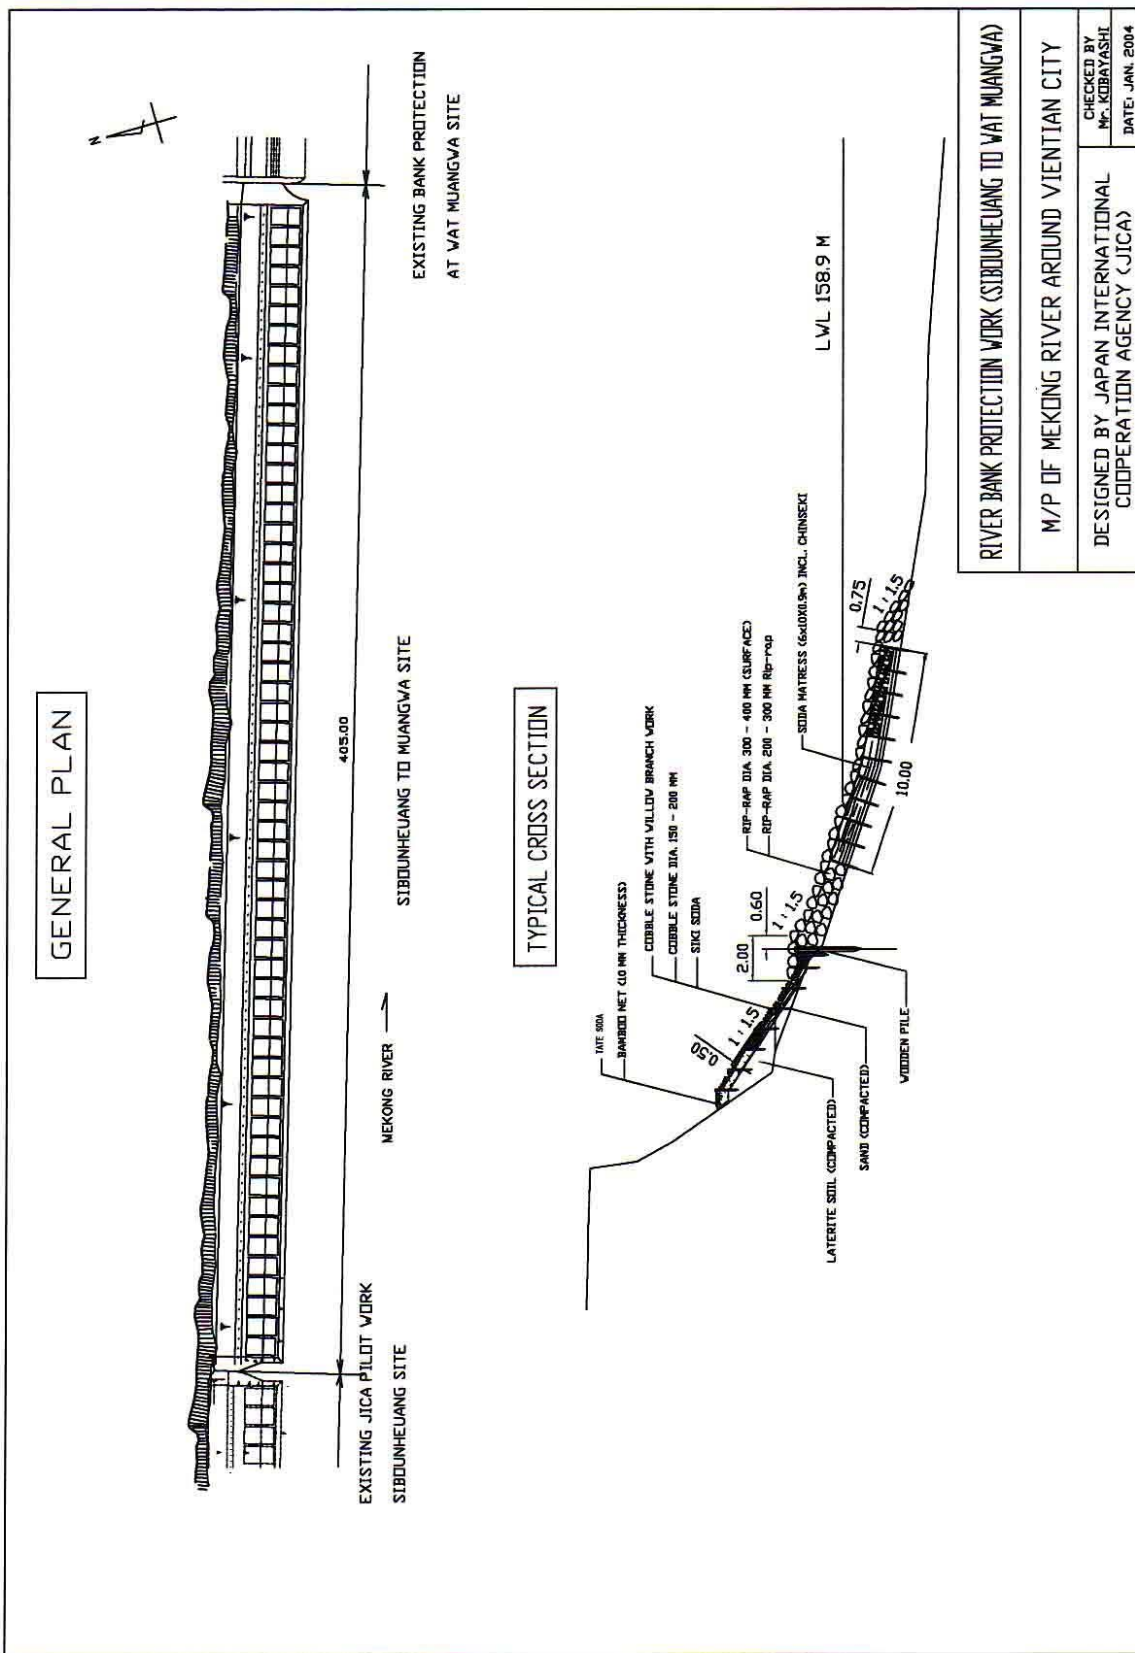 GENERAL PLAN
N
EXISTING JICA PILOT WORK
SIBOUNHEUANG SITE
405.00
MEKONG RIVER
SIBOUNHEUANG TO MUANGWA SITE
EXISTING BANK PROTECTION
AT WAT MUANGWA SITE
TYPICAL CROSS SECTION
TATE SODA
BAMBOO NET (10 MM THICKNESS)
COBBLE STONE WITH WILLOW BRANCH WORK
COBBLE STONE DIA. 150 - 200 MM
SIKI SODA
RIP-RAP DIA. 300 - 400 MM (SURFACE)
RIP-RAP DIA. 200 - 300 MM Rip-rap
SODA MATRESS (6x10X0.9m) INCL. CHINSEKI
LWL 158.9 M
0.50
1 : 1.5
2.00
0.60
1 : 1.5
10.00
0.75
1 : 1.5
LATERITE SOIL (COMPACTED)
SAND (COMPACTED)
WOODEN PILE
RIVER BANK PROTECTION WORK (SIBOUNHEUANG TO WAT MUANGWA)
M/P OF MEKONG RIVER AROUND VIENTIAN CITY
DESIGNED BY JAPAN INTERNATIONAL
COOPERATION AGENCY (JICA)
CHECKED BY
Mr. KOBAYASHI
DATE: JAN. 2004